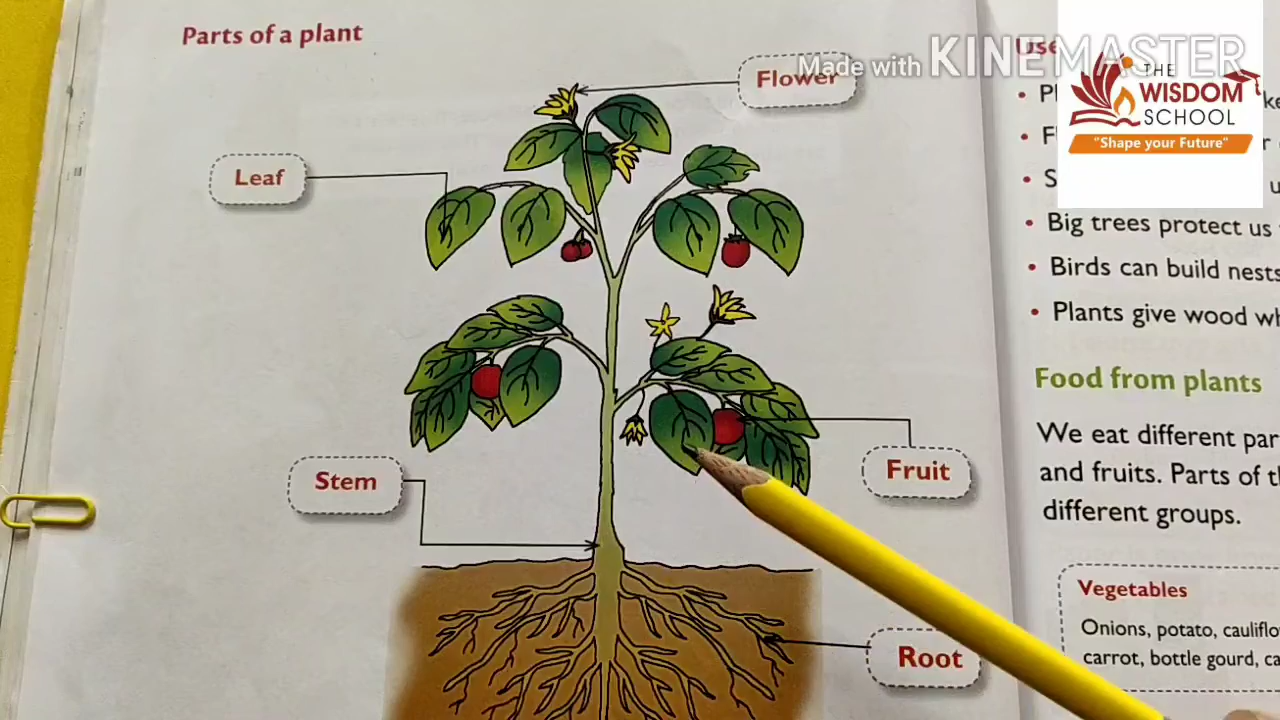 Parts of a plant
Made with KINEMASTER
Flower
Leaf
Stem
Fruit
Root
THE
WISDOM
SCHOOL
"Shape your Future"
Use
• Pl
• F
• S
• Big trees protect us
• Birds can build nests
• Plants give wood
Food from plants
We eat different
and fruits. Parts of
different groups.
Vegetables
Onions, potato,
carrot, bottle gourd,